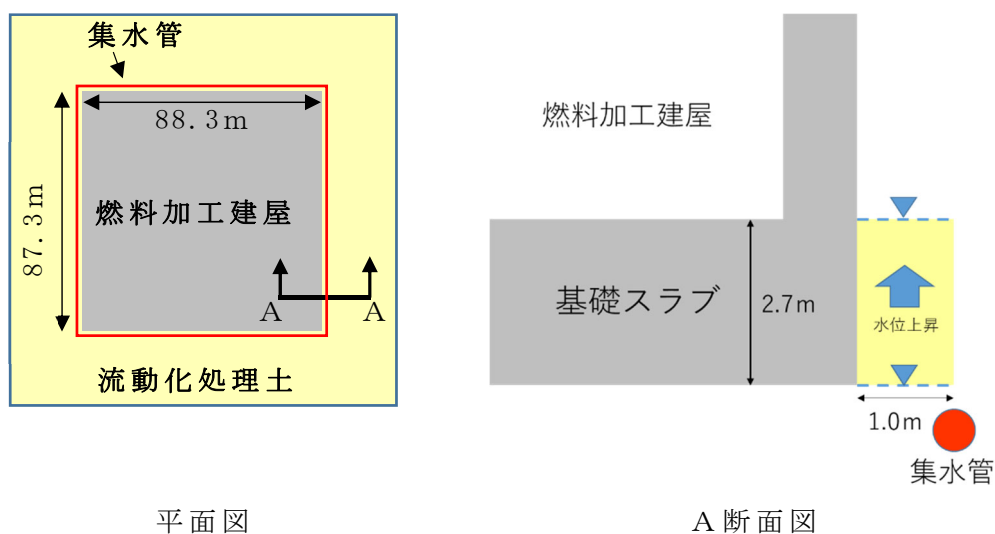 集水管
88.3m
87.3m
燃料加工建屋
A
A
流動化処理土
平面図
燃料加工建屋
基礎スラブ
2.7m
水位上昇
1.0m
集水管
A断面図